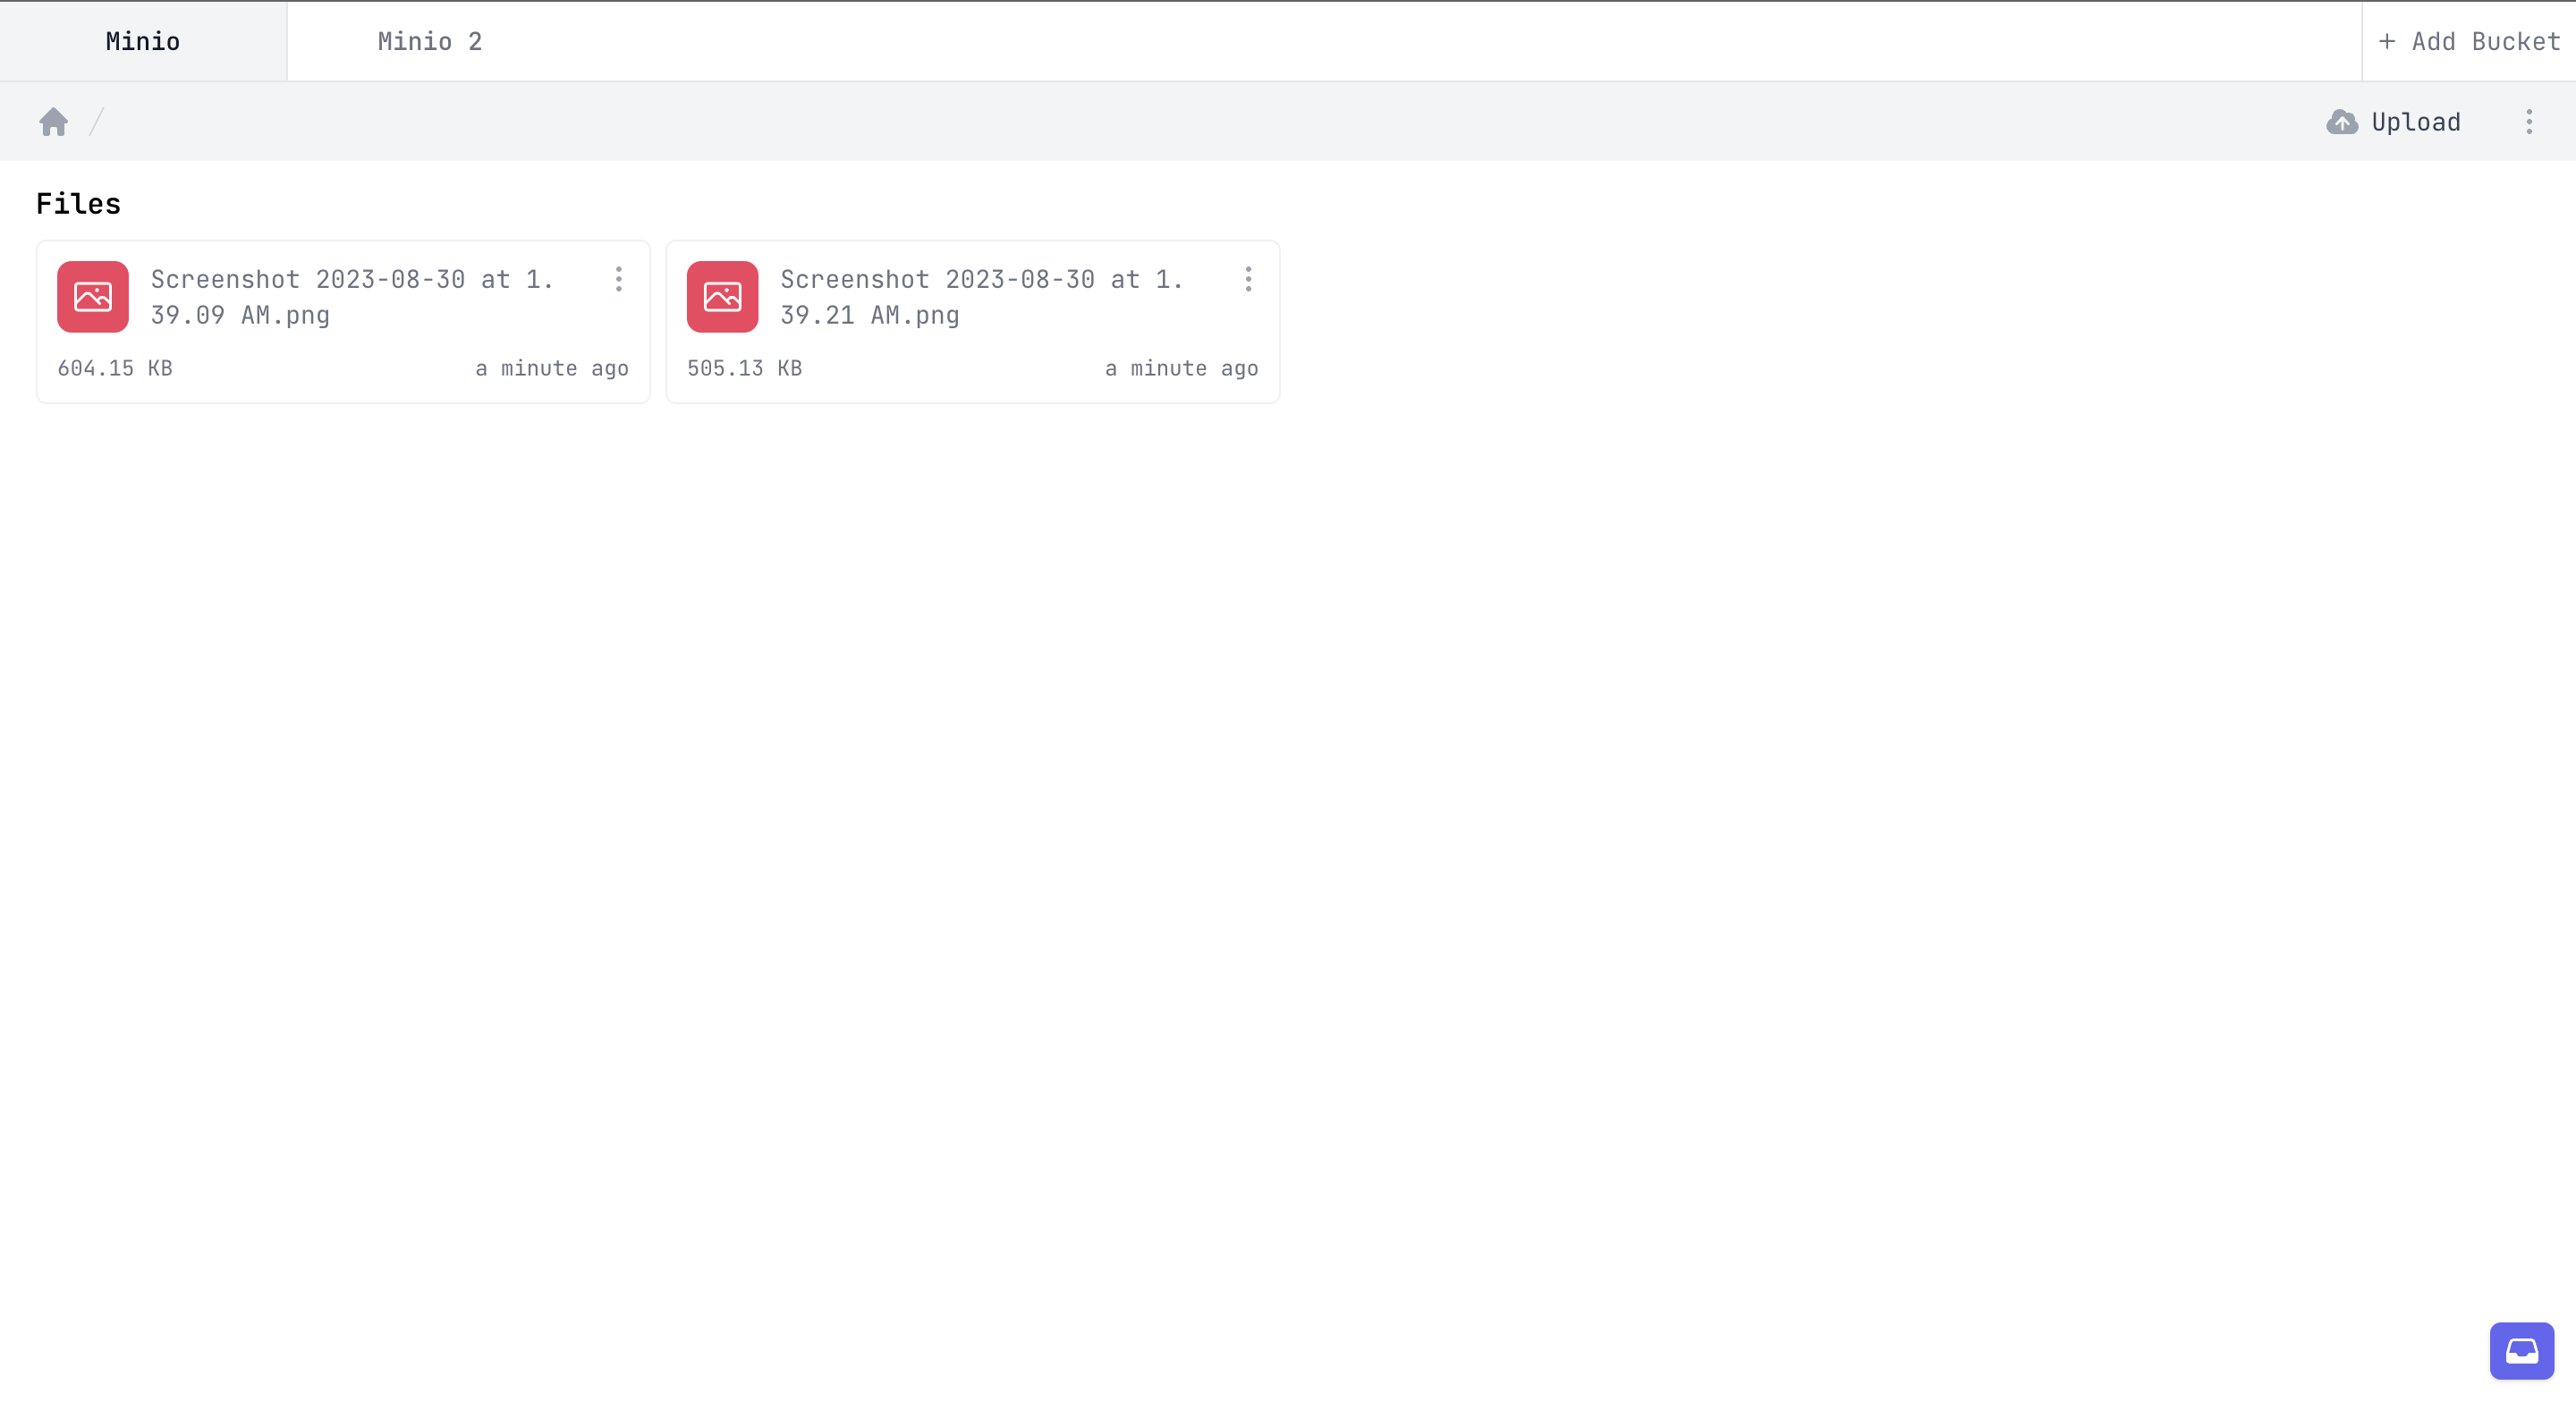 Minio
Minio 2
+ Add Bucket
/
Upload
Files
Screenshot 2023-08-30 at 1.
39.09 AM.png
604.15 KB
a minute ago
Screenshot 2023-08-30 at 1.
39.21 AM.png
505.13 KB
a minute ago